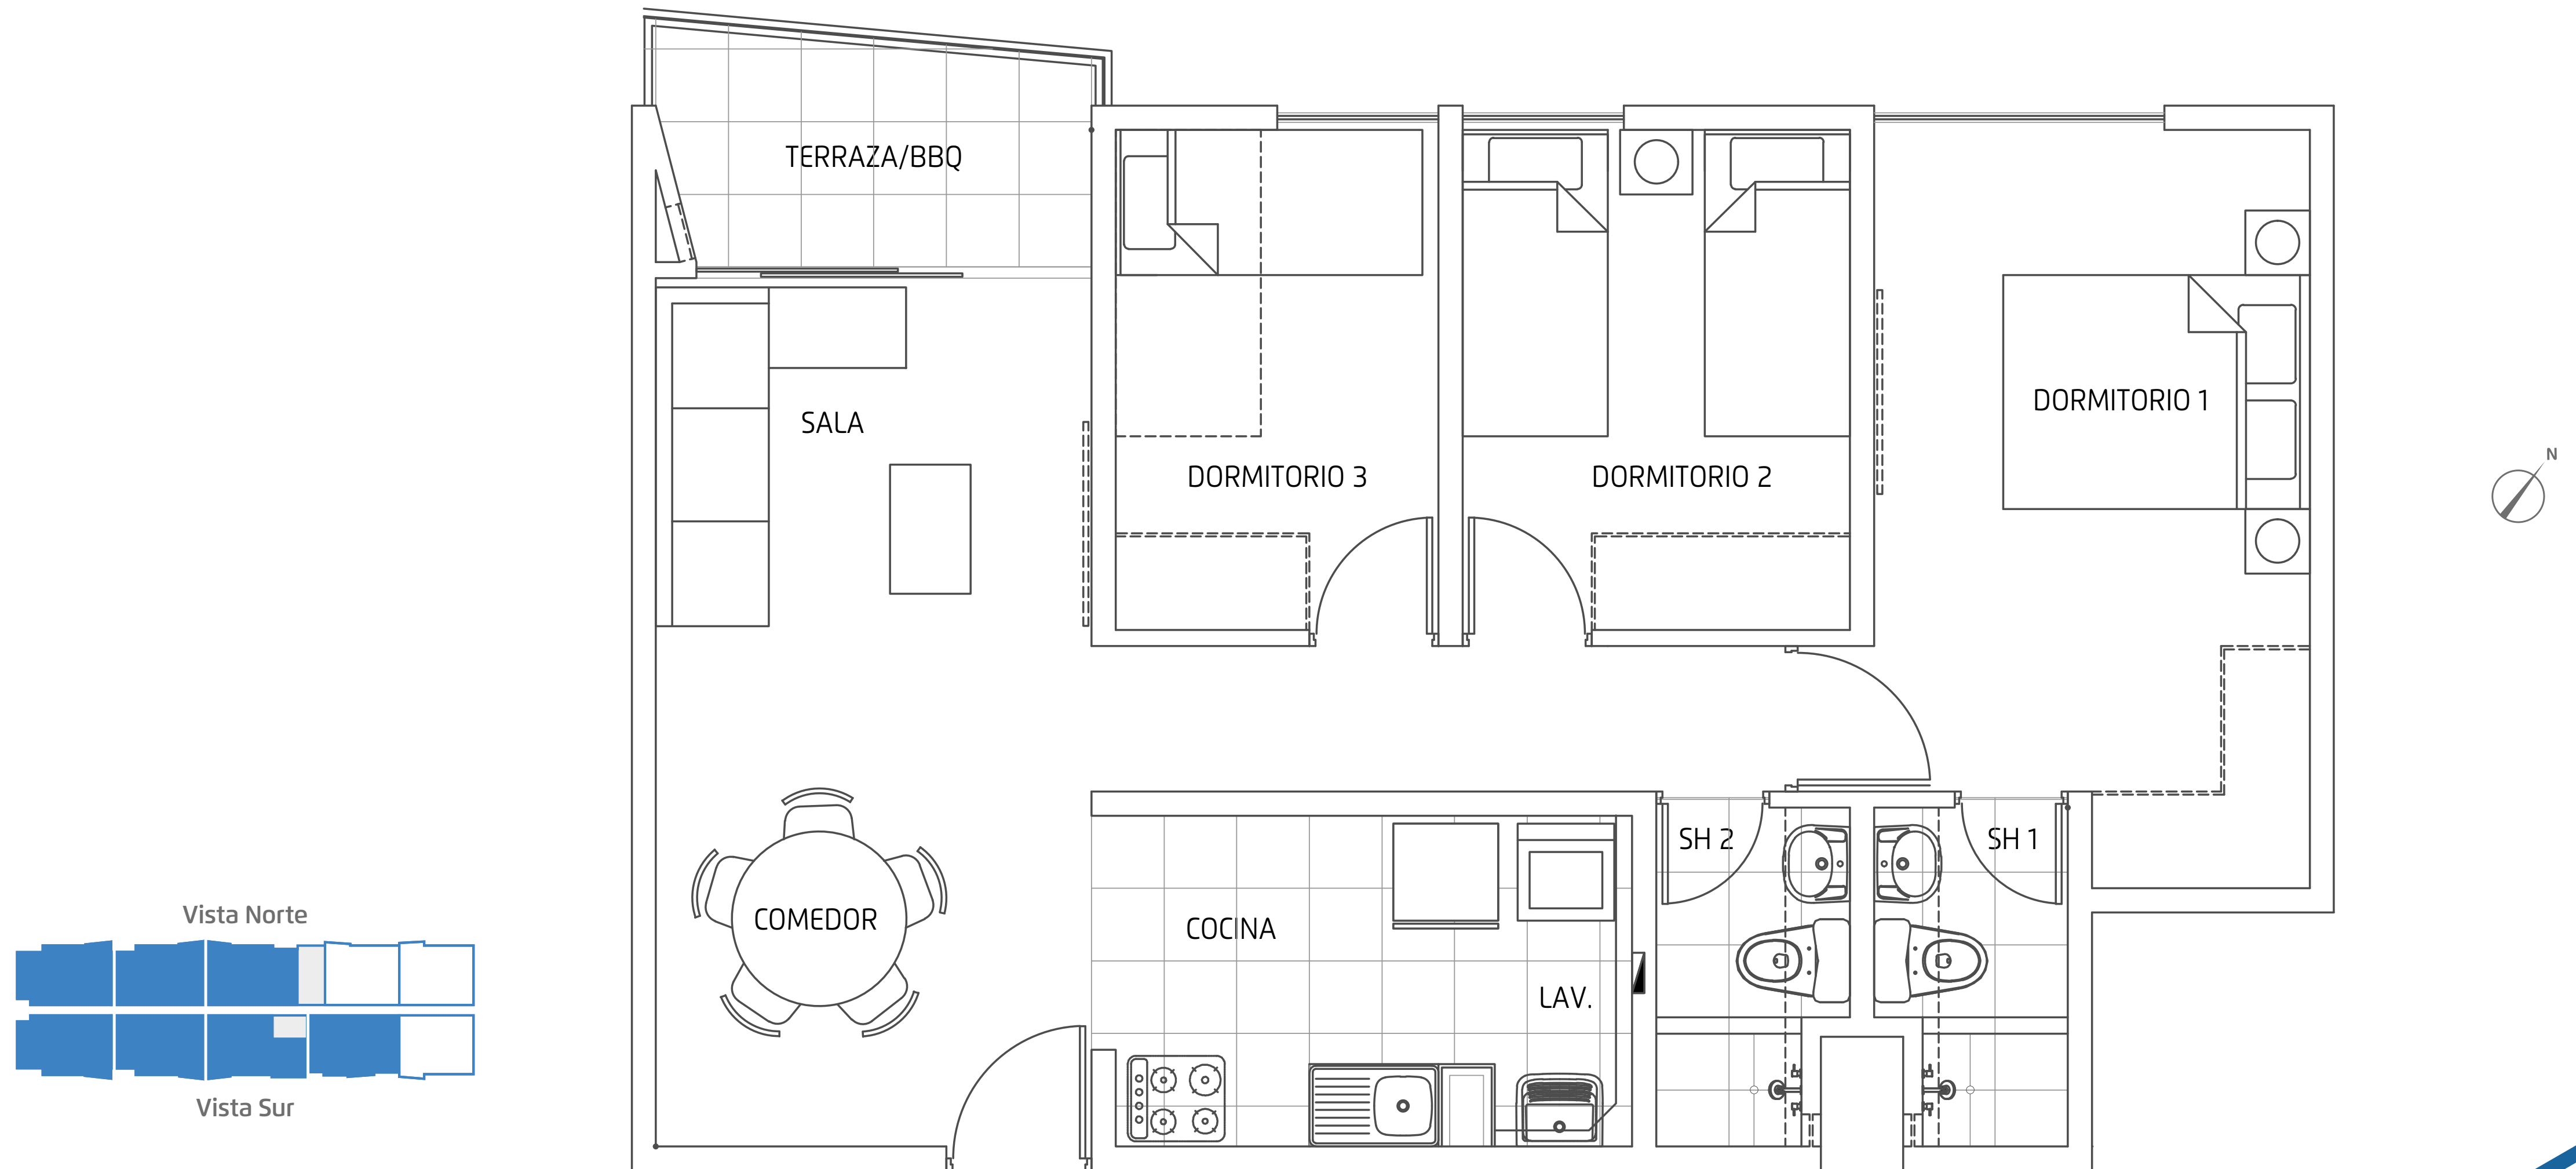 TERRAZA/BBQ
SALA
DORMITORIO 3
DORMITORIO 2
DORMITORIO 1
N
SH 2
SH 1
COMEDOR
COCINA
LAV.
Vista Norte
Vista Sur